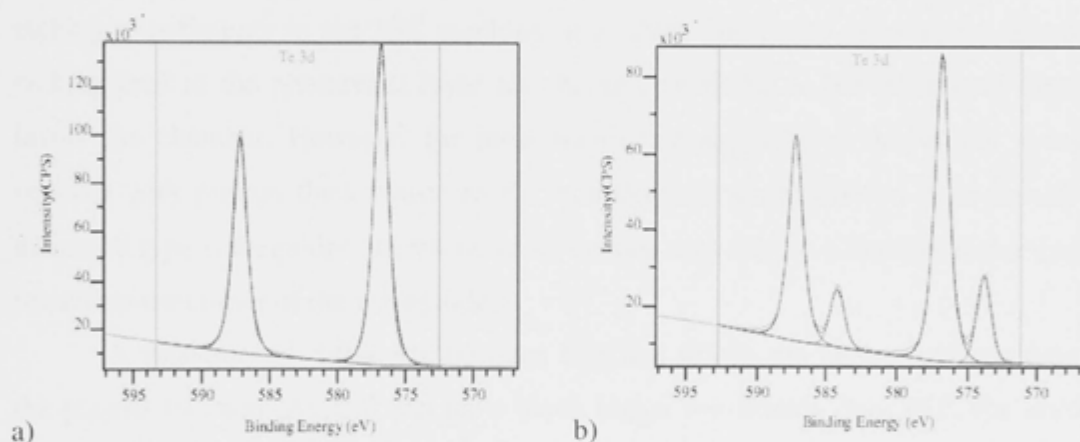 x10³
Te 3d
120
100
80
60
40
20
Intensity(CPS)
595 590 585 580 575 570
Binding Energy (eV)
a)
x10³
Te 3d
80
60
40
20
Intensity(CPS)
595 590 585 580 575 570
Binding Energy (eV)
b)